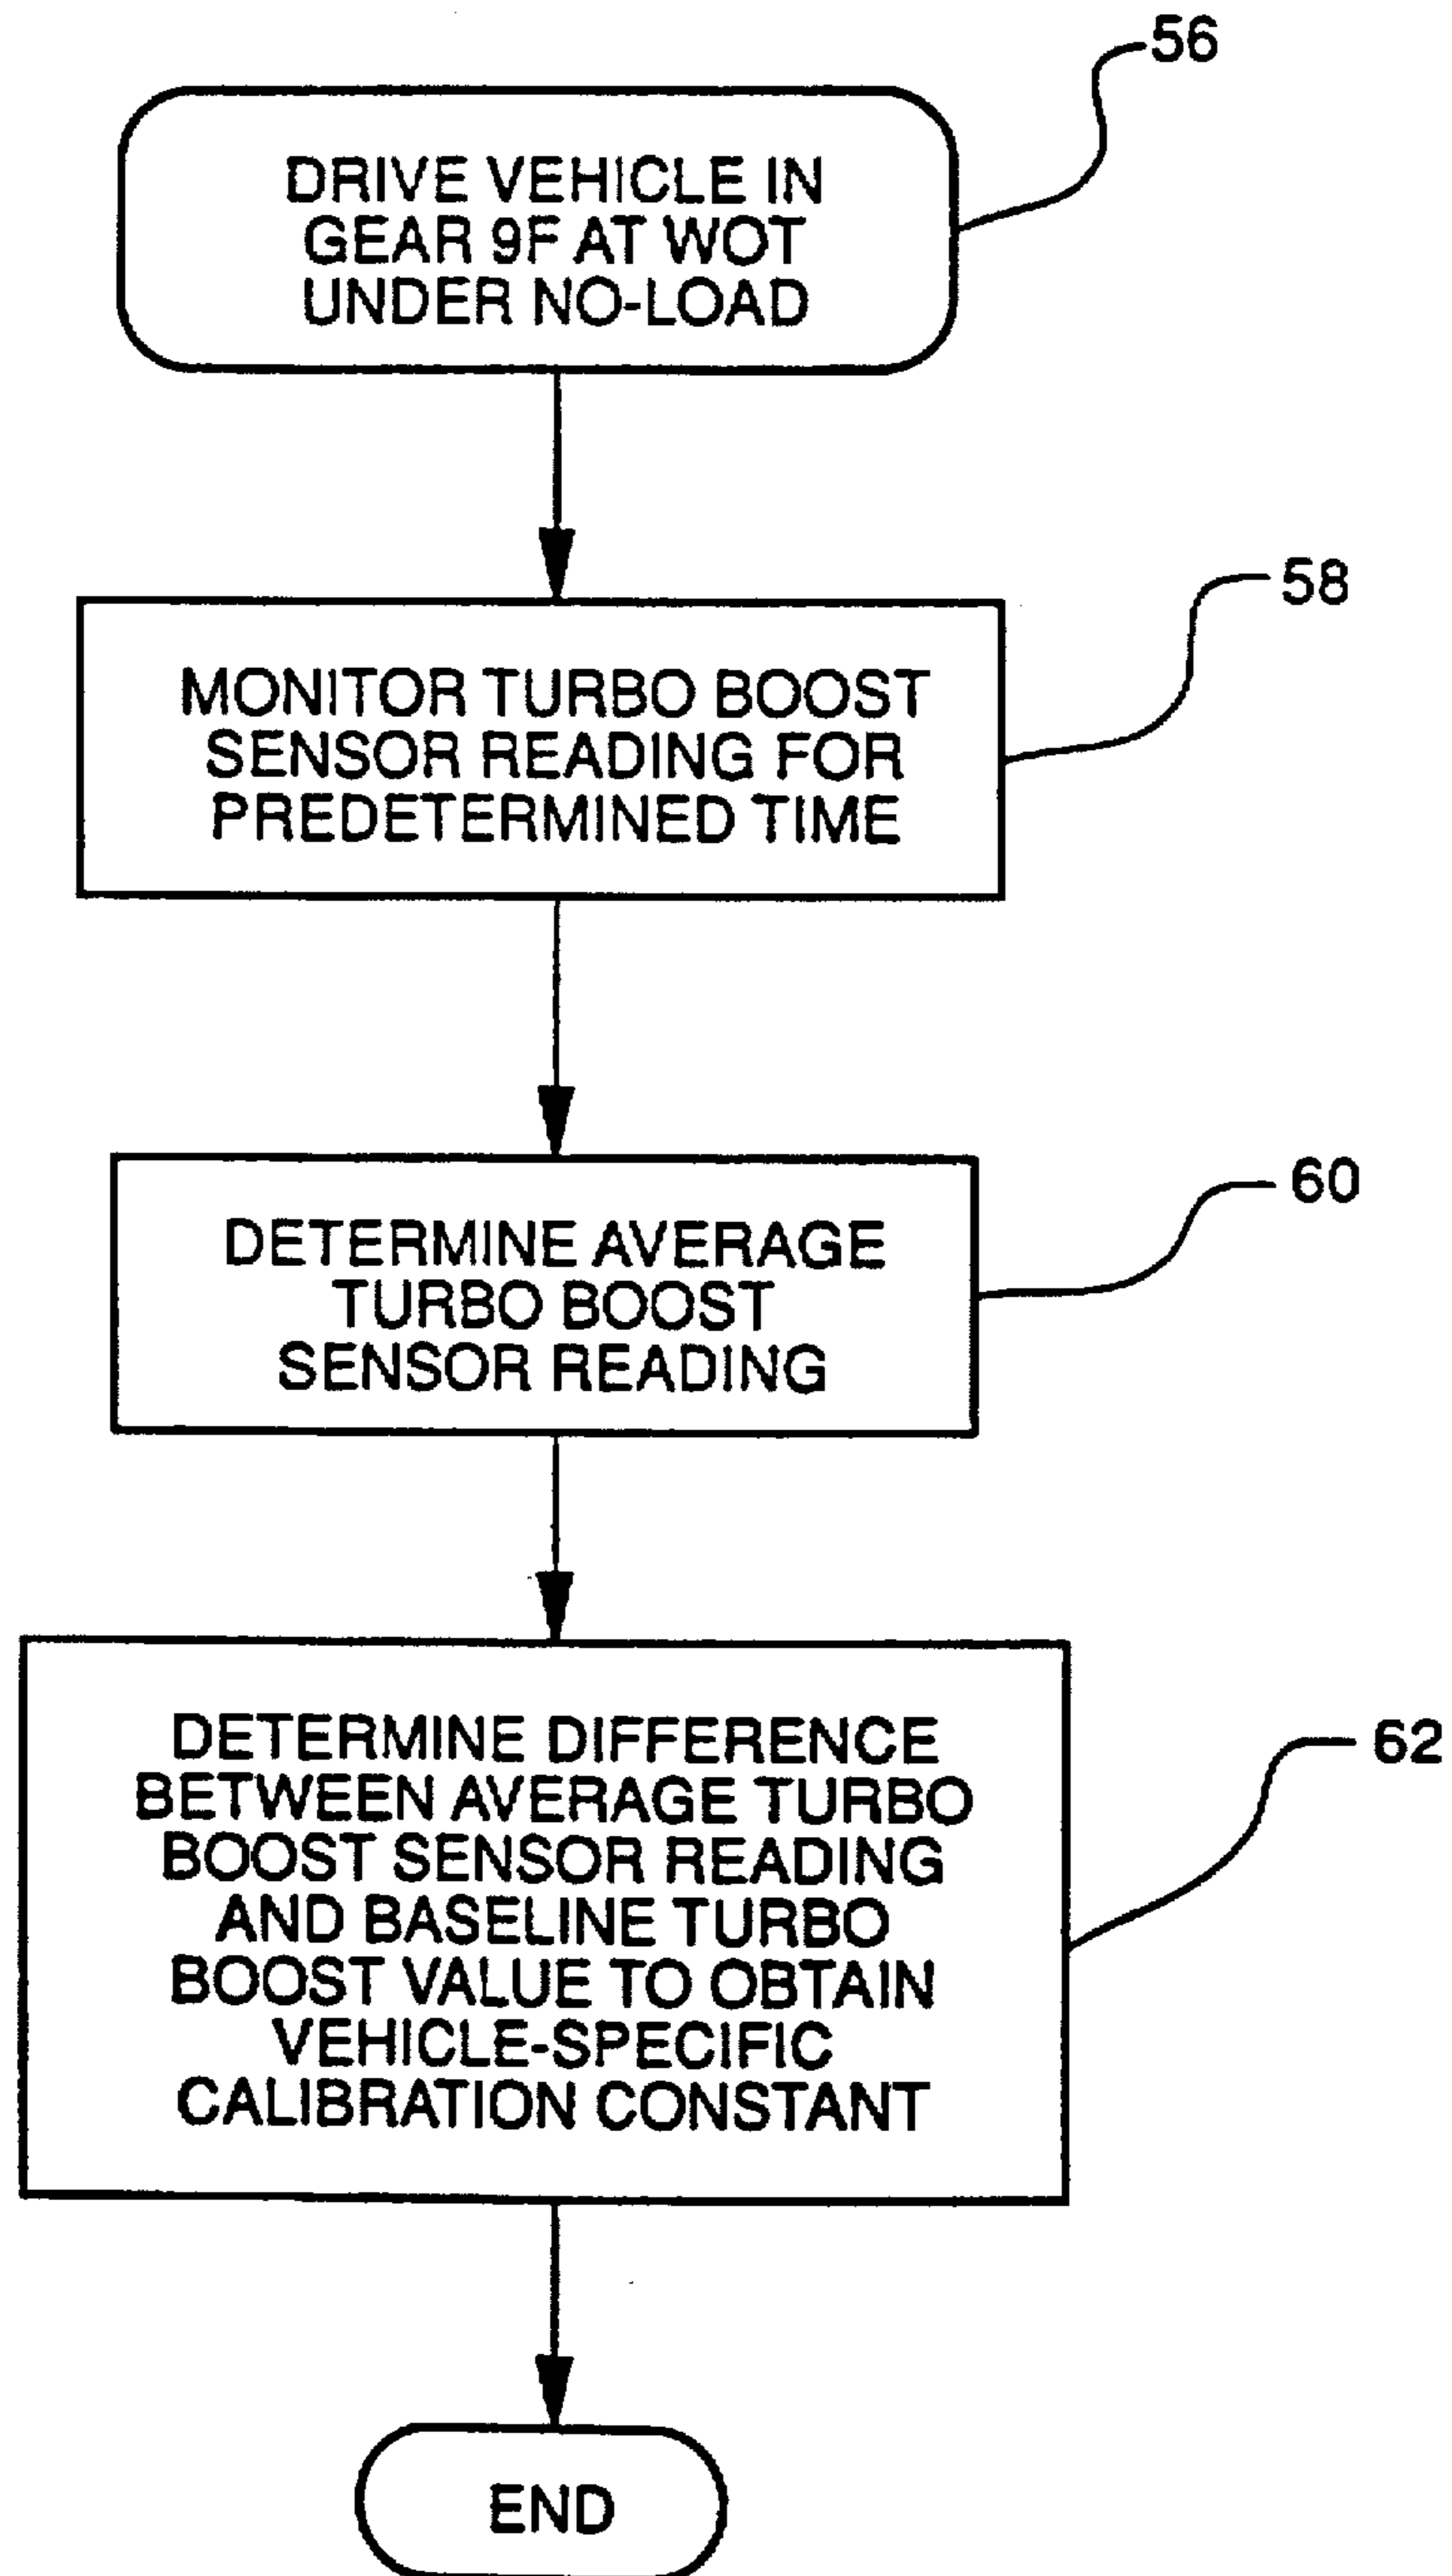 56
DRIVE VEHICLE IN
GEAR 9F AT WOT
UNDER NO-LOAD
58
MONITOR TURBO BOOST
SENSOR READING FOR
PREDETERMINED TIME
60
DETERMINE AVERAGE
TURBO BOOST
SENSOR READING
62
DETERMINE DIFFERENCE
BETWEEN AVERAGE TURBO
BOOST SENSOR READING
AND BASELINE TURBO
BOOST VALUE TO OBTAIN
VEHICLE-SPECIFIC
CALIBRATION CONSTANT
END